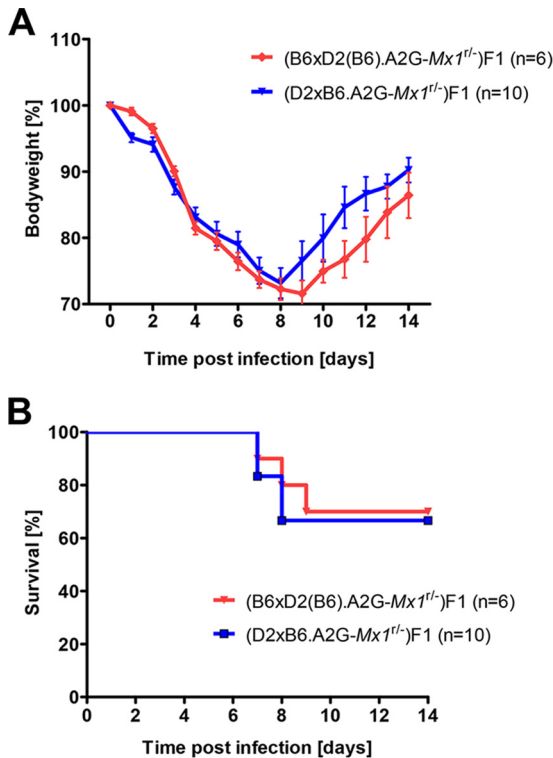 A
110
100
90
80
70
Bodyweight [%]
(B6xD2(B6).A2G-Mx1r/-)F1 (n=6)
(D2xB6.A2G-Mx1r/-)F1 (n=10)
0 2 4 6 8 10 12 14
Time post infection [days]
B
100
80
60
40
20
0
Survival [%]
(B6xD2(B6).A2G-Mx1r/-)F1 (n=6)
(D2xB6.A2G-Mx1r/-)F1 (n=10)
0 2 4 6 8 10 12 14
Time post infection [days]